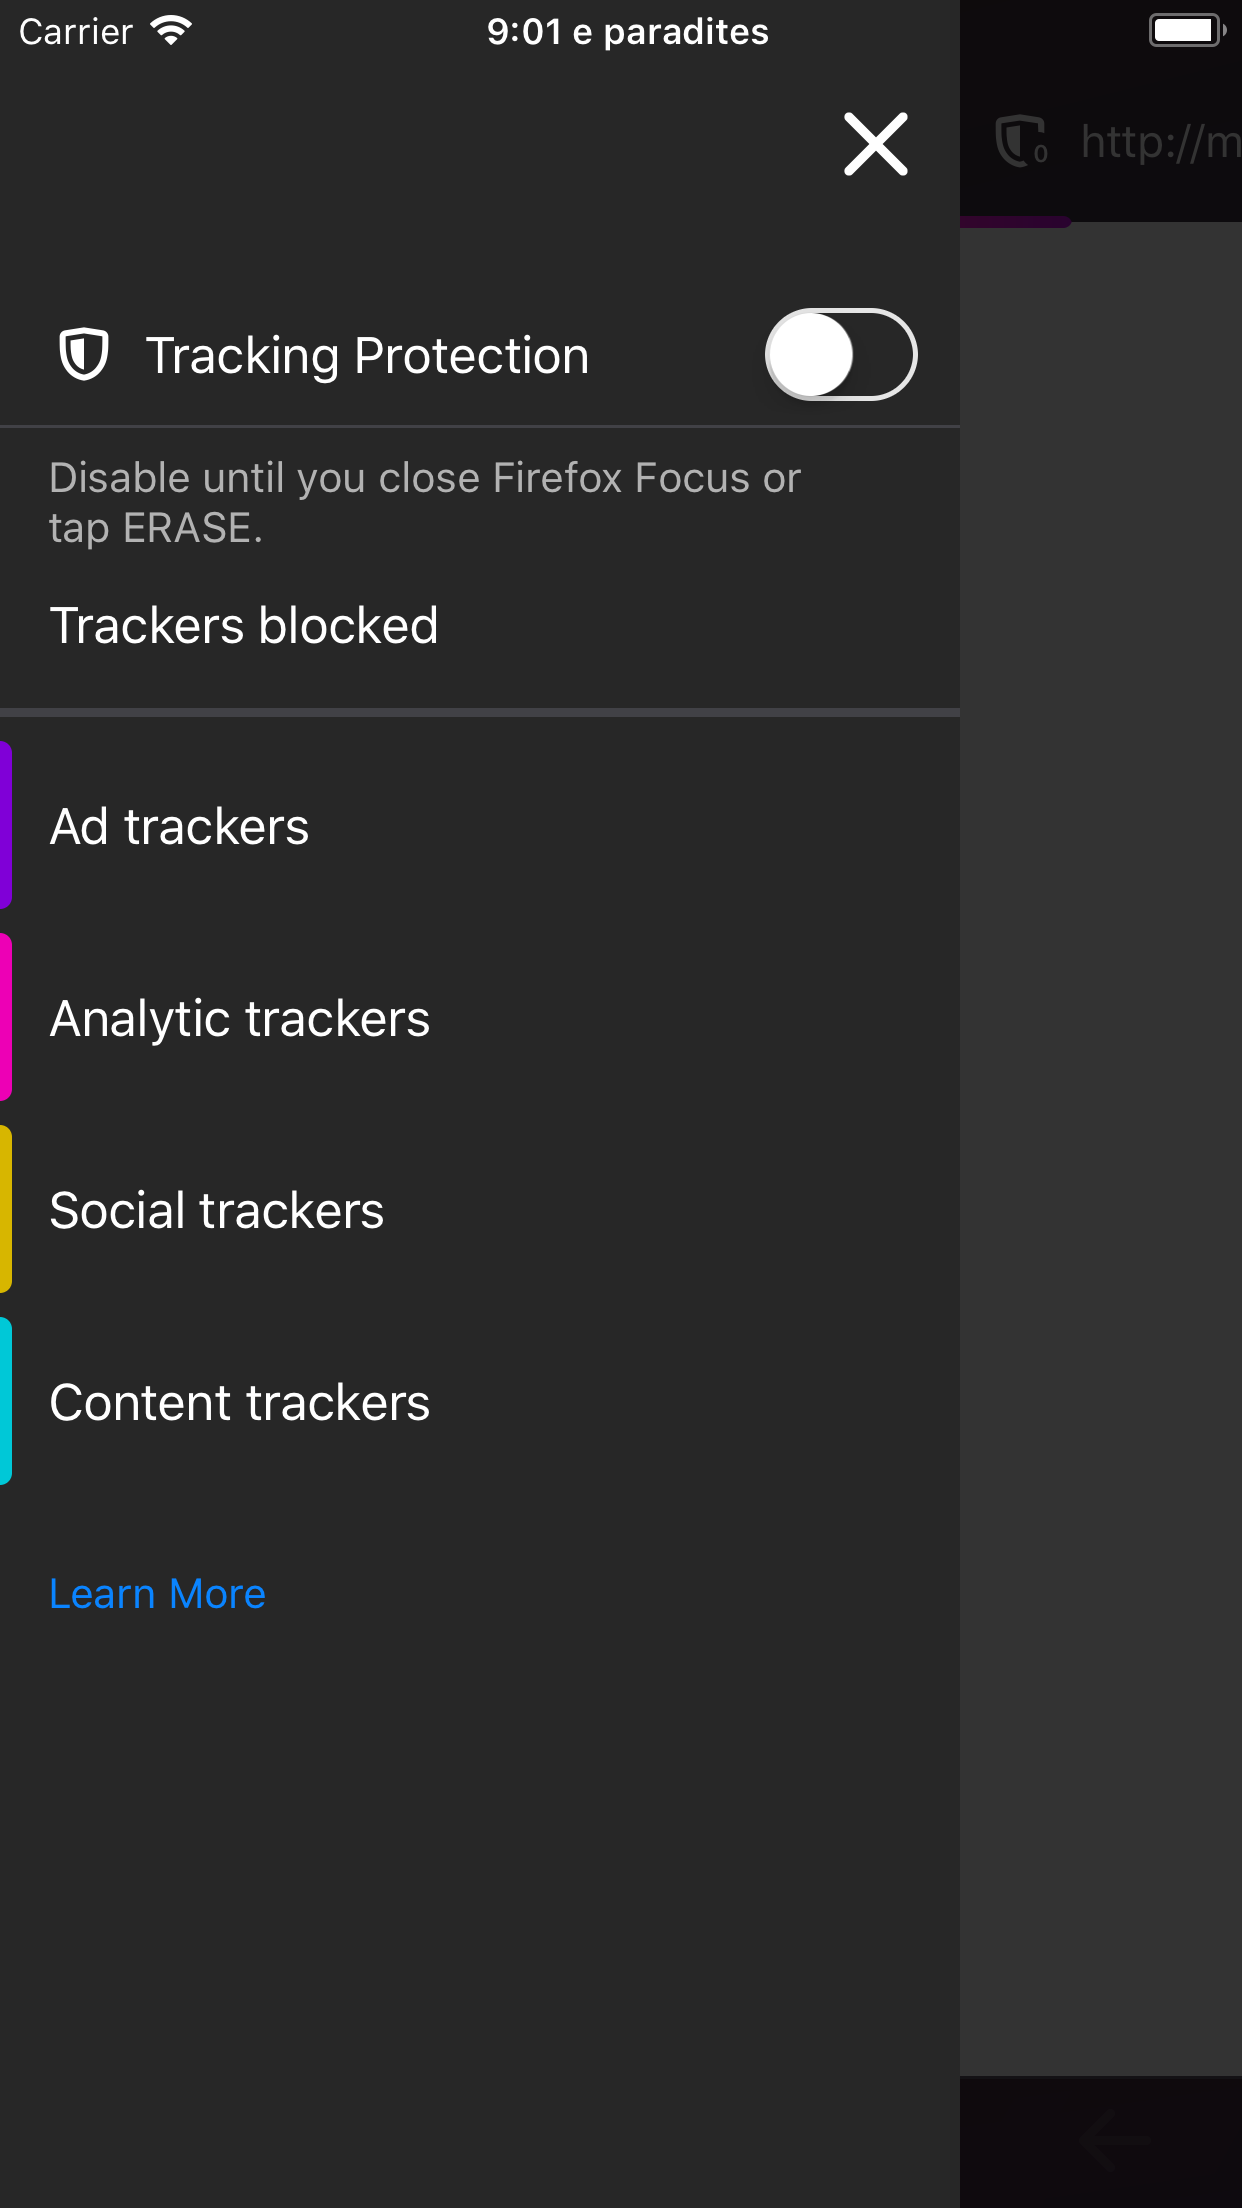 Carrier
9:01 e paradites
0
http://m
Tracking Protection
Disable until you close Firefox Focus or
tap ERASE.
Trackers blocked
Ad trackers
Analytic trackers
Social trackers
Content trackers
Learn More